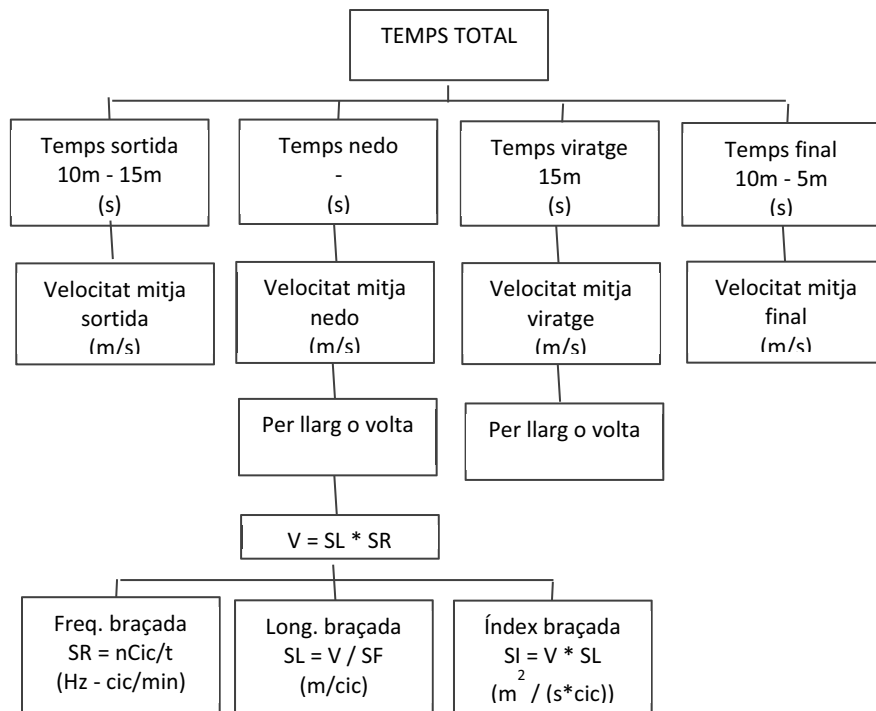 TEMPS TOTAL
Temps sortida
10m - 15m
(s)
Temps nedo
-
(s)
Temps viratge
15m
(s)
Temps final
10m - 5m
(s)
Velocitat mitja
sortida
(m/s)
Velocitat mitja
nedo
(m/s)
Velocitat mitja
viratge
(m/s)
Velocitat mitja
final
(m/s)
Per llarg o volta
Per llarg o volta
V = SL * SR
Freq. braçada
SR = nCic/t
(Hz - cic/min)
Long. braçada
SL = V / SF
(m/cic)
Índex braçada
SI = V * SL
(m² / (s*cic))